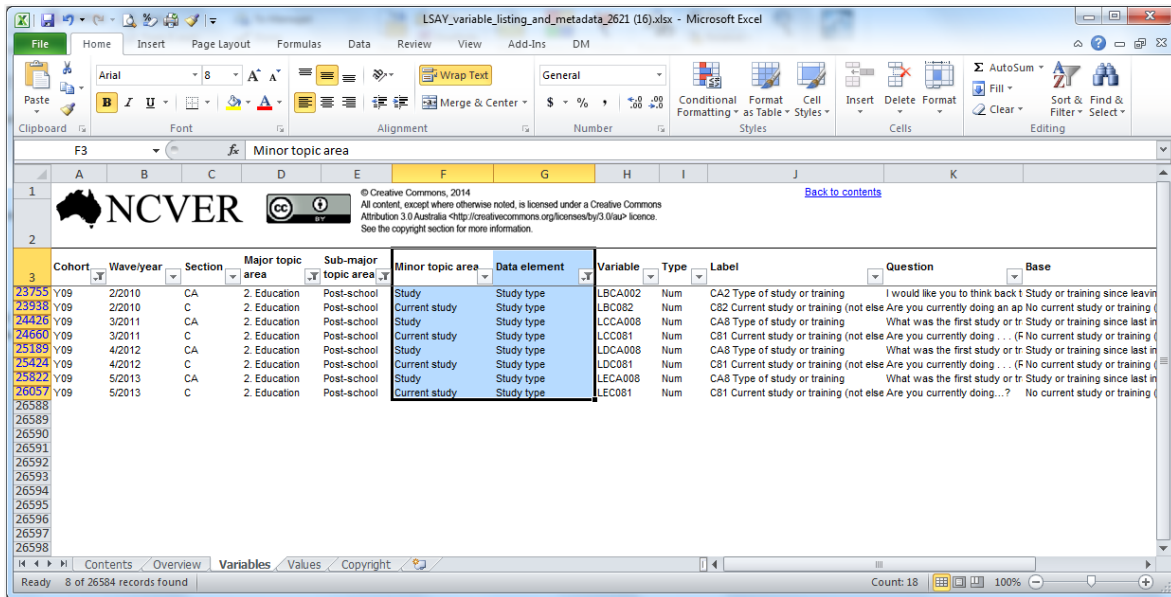 LSAY_variable_listing_and_metadata_2621 (16).xlsx - Microsoft Excel
File Home Insert Page Layout Formulas Data Review View Add-Ins DM
Paste
Arial 8
Wrap Text
Merge & Center
General
Conditional Formatting
Format as Table
Cell Styles
Insert Delete Format
AutoSum
Fill
Clear
Sort & Filter
Find & Select
Clipboard Font Alignment Number Styles Cells Editing
F3 fx Minor topic area
A B C D E F G H I J K
1
2
NCVER
cc BY
© Creative Commons, 2014
All content, except where otherwise noted, is licensed under a Creative Commons
Attribution 3.0 Australia <http://creativecommons.org/licenses/by/3.0/au> licence.
See the copyright section for more information.
Back to contents
3 Cohort Wave/year Section Major topic area Sub-major topic area Minor topic area Data element Variable Type Label Question Base
23755 Y09 2/2010 CA 2. Education Post-school Study Study type LBCA002 Num CA2 Type of study or training I would like you to think back t Study or training since leavin
23938 Y09 2/2010 C 2. Education Post-school Current study Study type LBC082 Num C82 Current study or training (not else Are you currently doing an ap No current study or training (
24426 Y09 3/2011 CA 2. Education Post-school Study Study type LCCA008 Num CA8 Type of study or training What was the first study or tr Study or training since last in
24660 Y09 3/2011 C 2. Education Post-school Current study Study type LCC081 Num C81 Current study or training (not else Are you currently doing . . . (F No current study or training (
25189 Y09 4/2012 CA 2. Education Post-school Study Study type LDCA008 Num CA8 Type of study or training What was the first study or tr Study or training since last in
25424 Y09 4/2012 C 2. Education Post-school Current study Study type LDC081 Num C81 Current study or training (not else Are you currently doing . . . (F No current study or training (
25822 Y09 5/2013 CA 2. Education Post-school Study Study type LECA008 Num CA8 Type of study or training What was the first study or tr Study or training since last in
26057 Y09 5/2013 C 2. Education Post-school Current study Study type LEC081 Num C81 Current study or training (not else Are you currently doing...? No current study or training (
26588
26589
26590
26591
26592
26593
26594
26595
26596
26597
26598
Contents Overview Variables Values Copyright
Ready 8 of 26584 records found Count: 18 100%